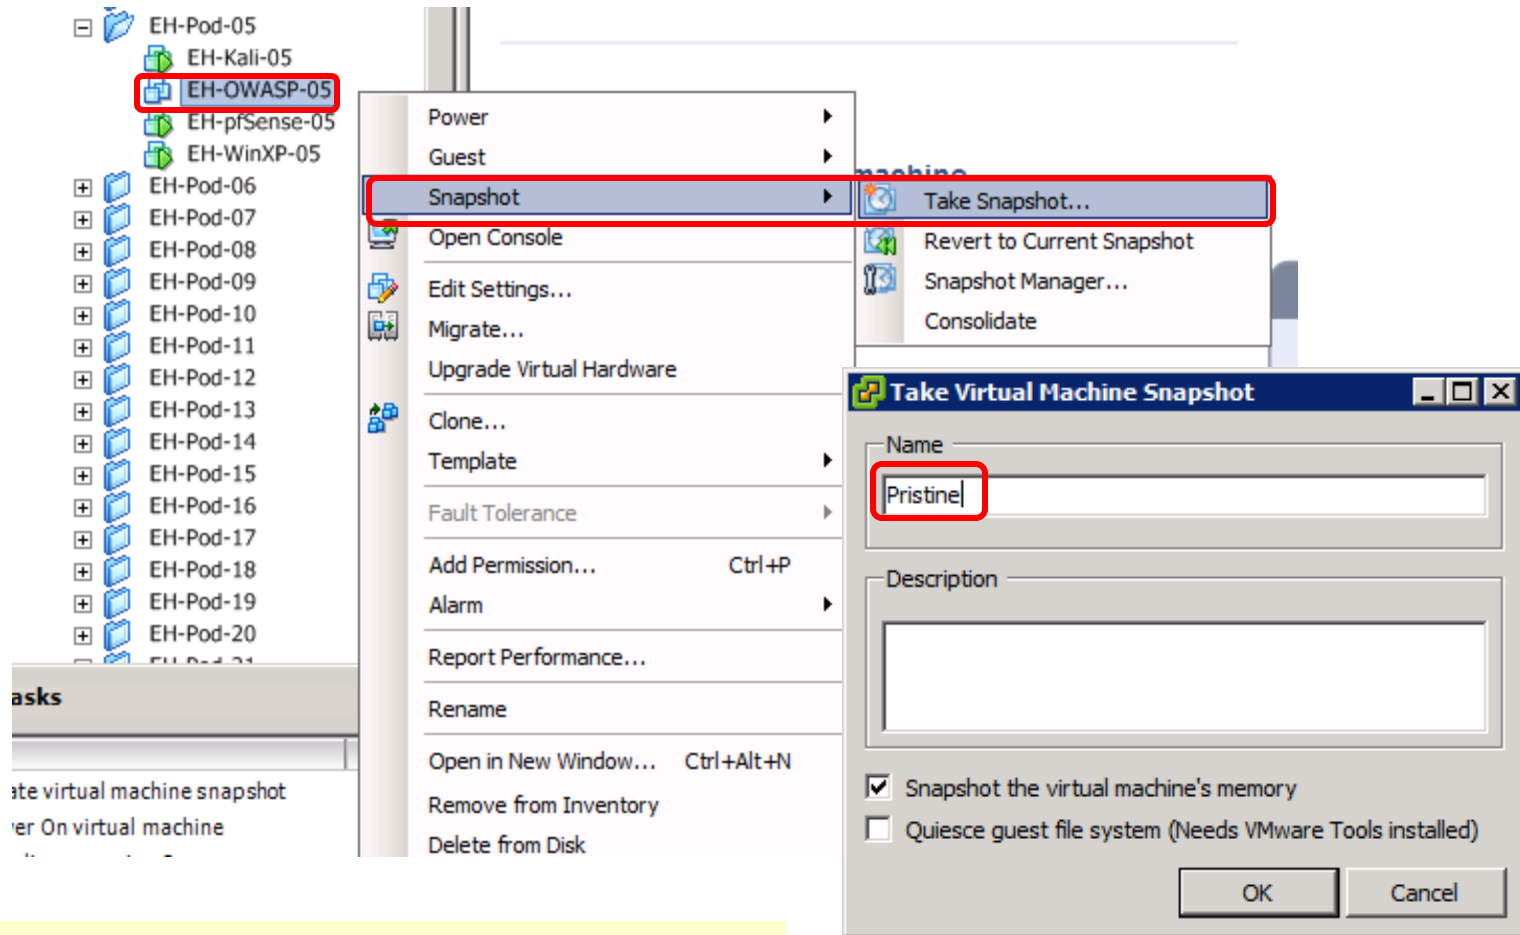 EH-Pod-05
EH-Kali-05
EH-OWASP-05
EH-pfSense-05
EH-WinXP-05
EH-Pod-06
EH-Pod-07
EH-Pod-08
EH-Pod-09
EH-Pod-10
EH-Pod-11
EH-Pod-12
EH-Pod-13
EH-Pod-14
EH-Pod-15
EH-Pod-16
EH-Pod-17
EH-Pod-18
EH-Pod-19
EH-Pod-20
EH-Pod-21
asks
ate virtual machine snapshot
er On virtual machine
Power
Guest
Snapshot
Open Console
Edit Settings...
Migrate...
Upgrade Virtual Hardware
Clone...
Template
Fault Tolerance
Add Permission... Ctrl+P
Alarm
Report Performance...
Rename
Open in New Window... Ctrl+Alt+N
Remove from Inventory
Delete from Disk
machine
Take Snapshot...
Revert to Current Snapshot
Snapshot Manager...
Consolidate
Take Virtual Machine Snapshot
Name
Pristine
Description
Snapshot the virtual machine's memory
Quiesce guest file system (Needs VMware Tools installed)
OK Cancel